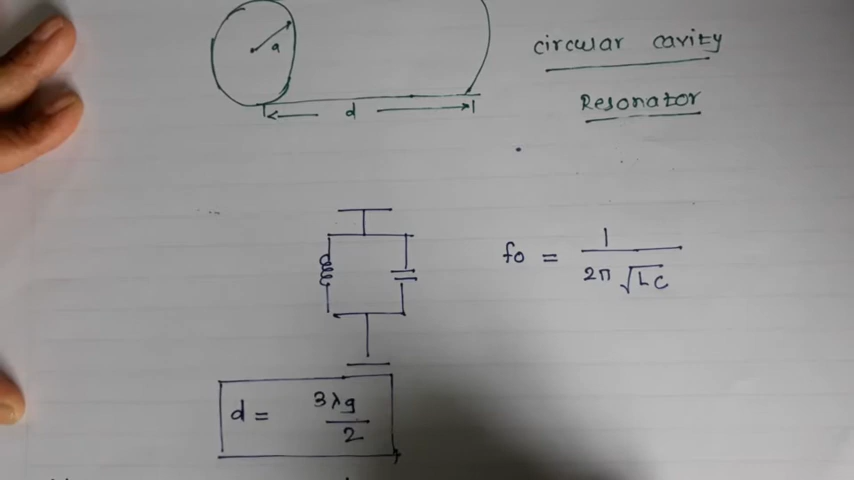 a
circular cavity
Resonator
d
fo = 1 / 2π √LC
d = 3λg / 2